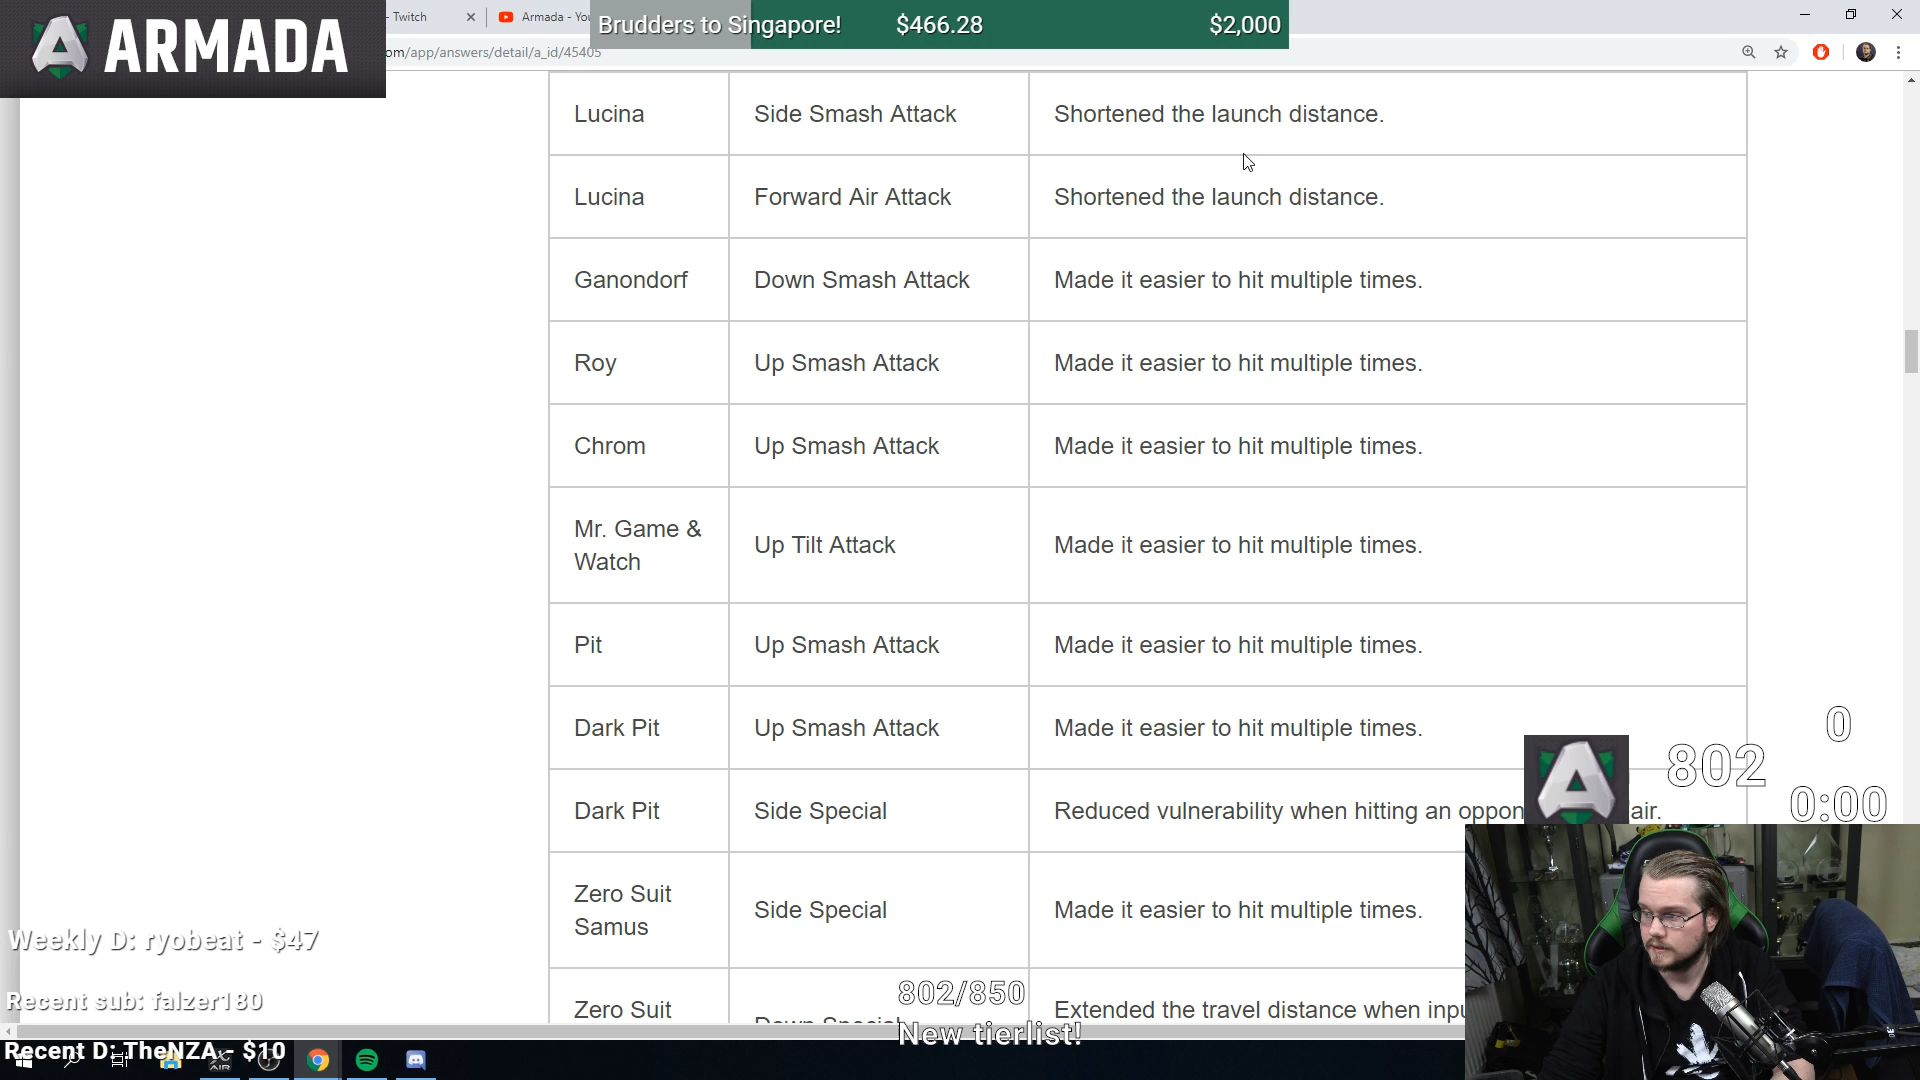 ARMADA
- Twitch
Armada - You
Brudders to Singapore! $466.28 $2,000
om/app/answers/detail/a_id/45405
Lucina Side Smash Attack Shortened the launch distance.
Lucina Forward Air Attack Shortened the launch distance.
Ganondorf Down Smash Attack Made it easier to hit multiple times.
Roy Up Smash Attack Made it easier to hit multiple times.
Chrom Up Smash Attack Made it easier to hit multiple times.
Mr. Game &
Watch
Up Tilt Attack Made it easier to hit multiple times.
Pit Up Smash Attack Made it easier to hit multiple times.
Dark Pit Up Smash Attack Made it easier to hit multiple times.
Dark Pit Side Special Reduced vulnerability when hitting an oppon air.
0
802
0:00
Zero Suit
Samus
Side Special Made it easier to hit multiple times.
Zero Suit Down Special Extended the travel distance when inpu
Weekly D: ryobeat - $47
Recent sub: falzer180
802/850
New tierlist!
Recent D: TheNZA - $10